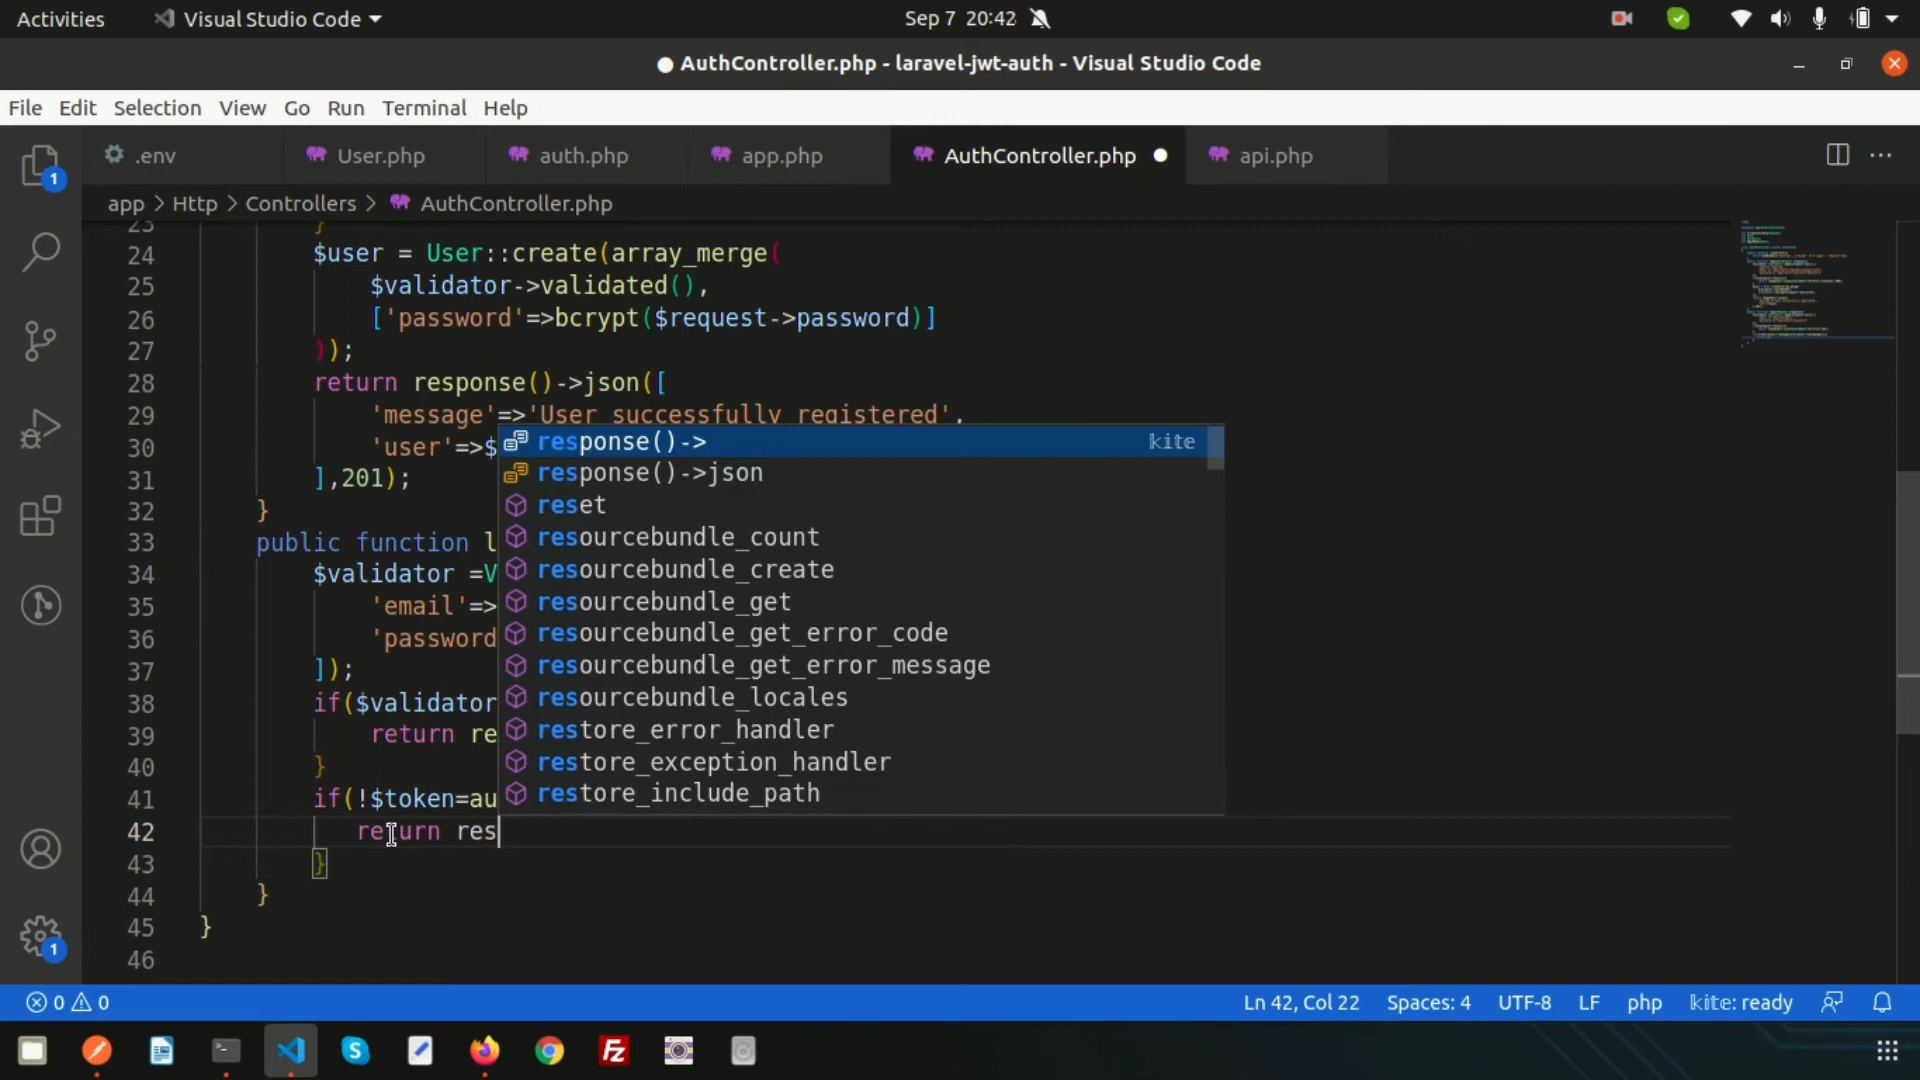 Activities
Visual Studio Code
Sep 7 20:42
AuthController.php - laravel-jwt-auth - Visual Studio Code
File Edit Selection View Go Run Terminal Help
1
.env
User.php
auth.php
app.php
AuthController.php
api.php
app > Http > Controllers > AuthController.php
23 }
24 $user = User::create(array_merge(
25 $validator->validated(),
26 ['password'=>bcrypt($request->password)]
27 ));
28 return response()->json([
29 'message'=>'User successfully registered',
30 'user'=>$
31 ],201);
32 }
33 public function l
34 $validator =V
35 'email'=>
36 'password
37 ]);
38 if($validator
39 return re
40 }
41 if(!$token=au
42 return res
43 }
44 }
45 }
46
response()-> kite
response()->json
reset
resourcebundle_count
resourcebundle_create
resourcebundle_get
resourcebundle_get_error_code
resourcebundle_get_error_message
resourcebundle_locales
restore_error_handler
restore_exception_handler
restore_include_path
1
0 0
Ln 42, Col 22
Spaces: 4
UTF-8
LF
php
kite: ready